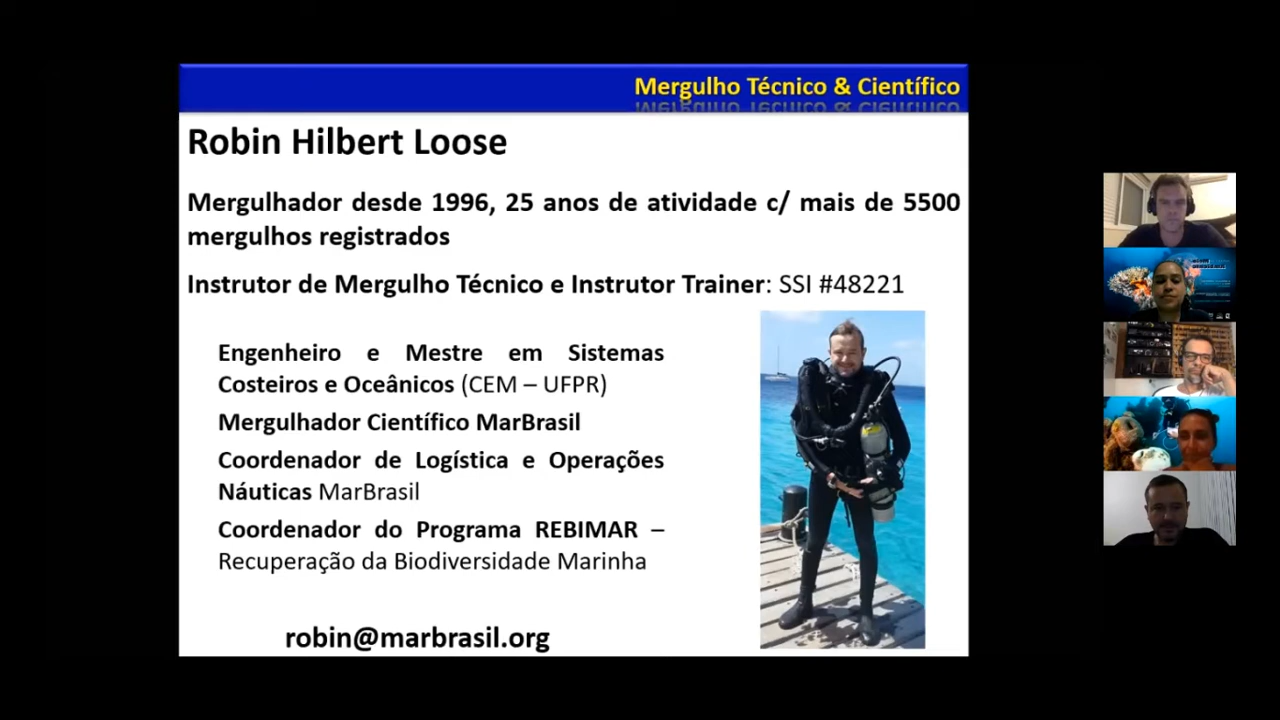 Mergulho Técnico & Científico
Robin Hilbert Loose
Mergulhador desde 1996, 25 anos de atividade c/ mais de 5500
mergulhos registrados
Instrutor de Mergulho Técnico e Instrutor Trainer: SSI #48221
Engenheiro e Mestre em Sistemas
Costeiros e Oceânicos (CEM – UFPR)
Mergulhador Científico MarBrasil
Coordenador de Logística e Operações
Náuticas MarBrasil
Coordenador do Programa REBIMAR –
Recuperação da Biodiversidade Marinha
robin@marbrasil.org